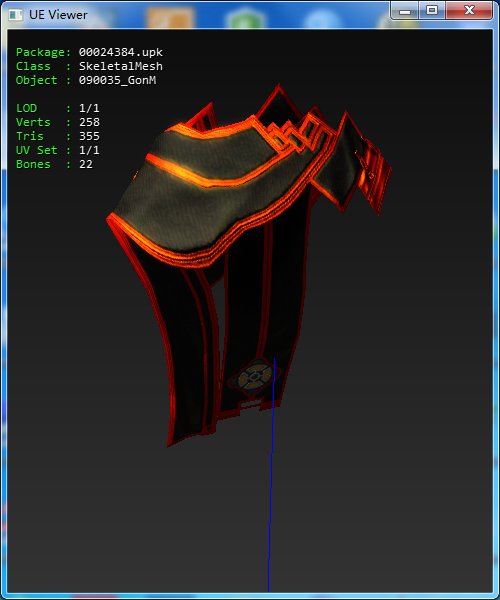 UE Viewer
Package: 00024384.upk
Class : SkeletalMesh
Object : 090035_GonM
LOD : 1/1
Verts : 258
Tris : 355
UV Set : 1/1
Bones : 22